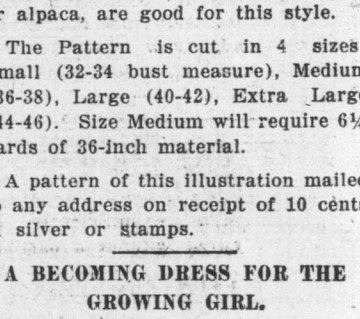 r alpaca, are good for this style.
The Pattern is cut in 4 sizes
mall (32-34 bust measure), Medium
36-38), Large (40-42), Extra Large
44-46). Size Medium will require 6¼
ards of 36-inch material.
A pattern of this illustration mailed
o any address on receipt of 10 cents
silver or stamps.
A BECOMING DRESS FOR THE
GROWING GIRL.